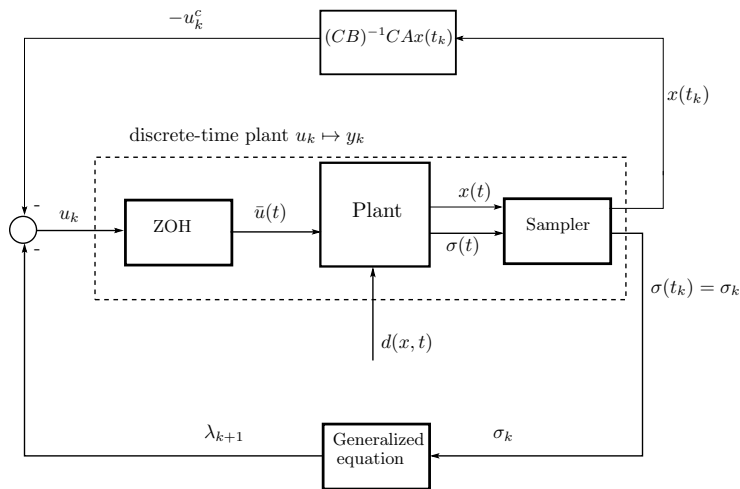 −u_k^c
(CB)^{−1}CAx(t_k)
x(t_k)
discrete-time plant u_k ↦ y_k
-
u_k
ZOH
ū(t)
Plant
x(t)
σ(t)
Sampler
-
σ(t_k) = σ_k
d(x, t)
λ_{k+1}
Generalized
equation
σ_k